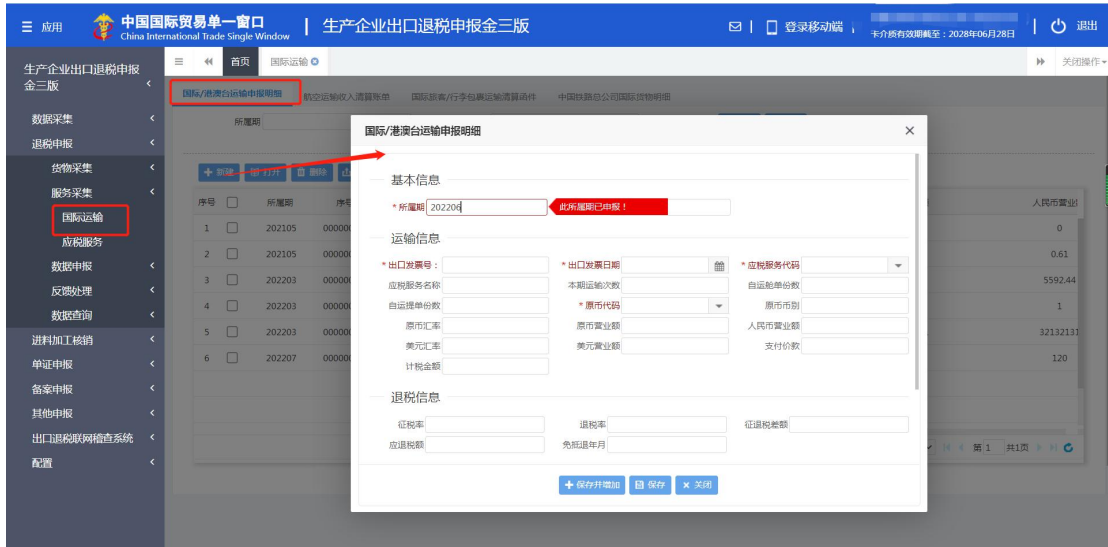 应用
中国国际贸易单一窗口
China International Trade Single Window
生产企业出口退税申报金三版
登录移动端
卡介质有效期截至：2028年06月28日
退出
生产企业出口退税申报
金三版
首页
国际运输
关闭操作
国际/港澳台运输申报明细
航空运输收入清算账单
国际旅客/行李包裹运输清算函件
中国铁路总公司国际货物明细
数据采集
退税申报
货物采集
服务采集
国际运输
应税服务
数据申报
反馈处理
数据查询
进料加工核销
单证申报
备案申报
其他申报
出口退税联网稽查系统
配置
所属期
新建
打开
删除
序号 所属期 人民币营业
1 202105 0
2 202105 0.61
3 202203 5592.44
4 202203 1
5 202203 32132131
6 202207 120
第 1 共1页
国际/港澳台运输申报明细
基本信息
* 所属期 202206 此所属期已申报！
运输信息
* 出口发票号： * 出口发票日期 * 应税服务代码
应税服务名称 本期运输次数 自运舱单份数
自运提单份数 * 原币代码 原币币别
原币汇率 原币营业额 人民币营业额
美元汇率 美元营业额 支付价款
计税金额
退税信息
征税率 退税率 征退税差额
应退税额 免抵退年月
保存并增加 保存 关闭